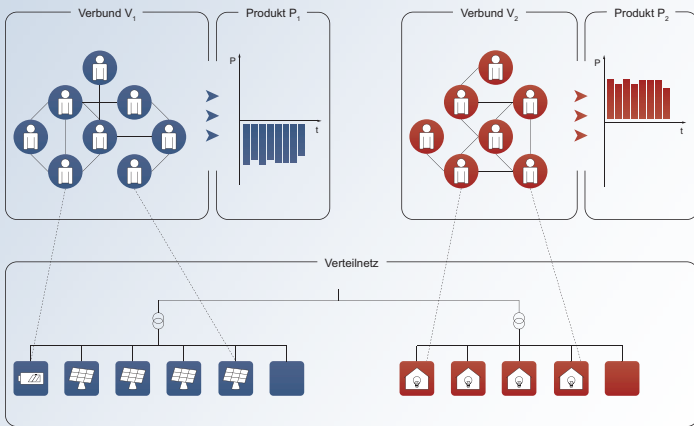 Verbund V₁
Produkt P₁
Verbund V₂
Produkt P₂
P
t
P
t
Verteilnetz